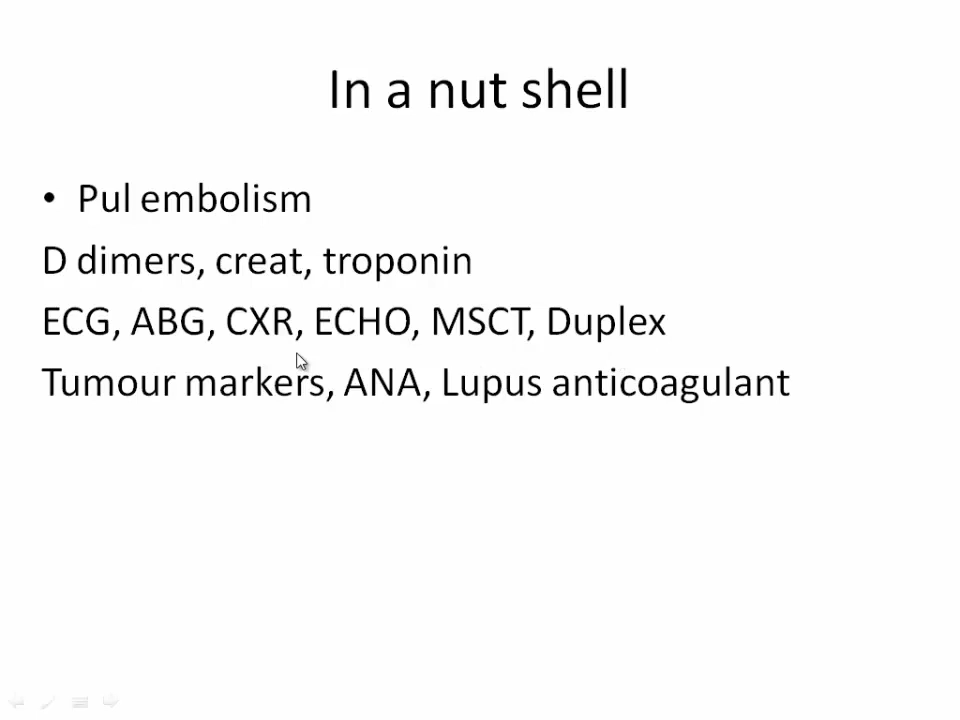 In a nut shell
• Pul embolism
D dimers, creat, troponin
ECG, ABG, CXR, ECHO, MSCT, Duplex
Tumour markers, ANA, Lupus anticoagulant